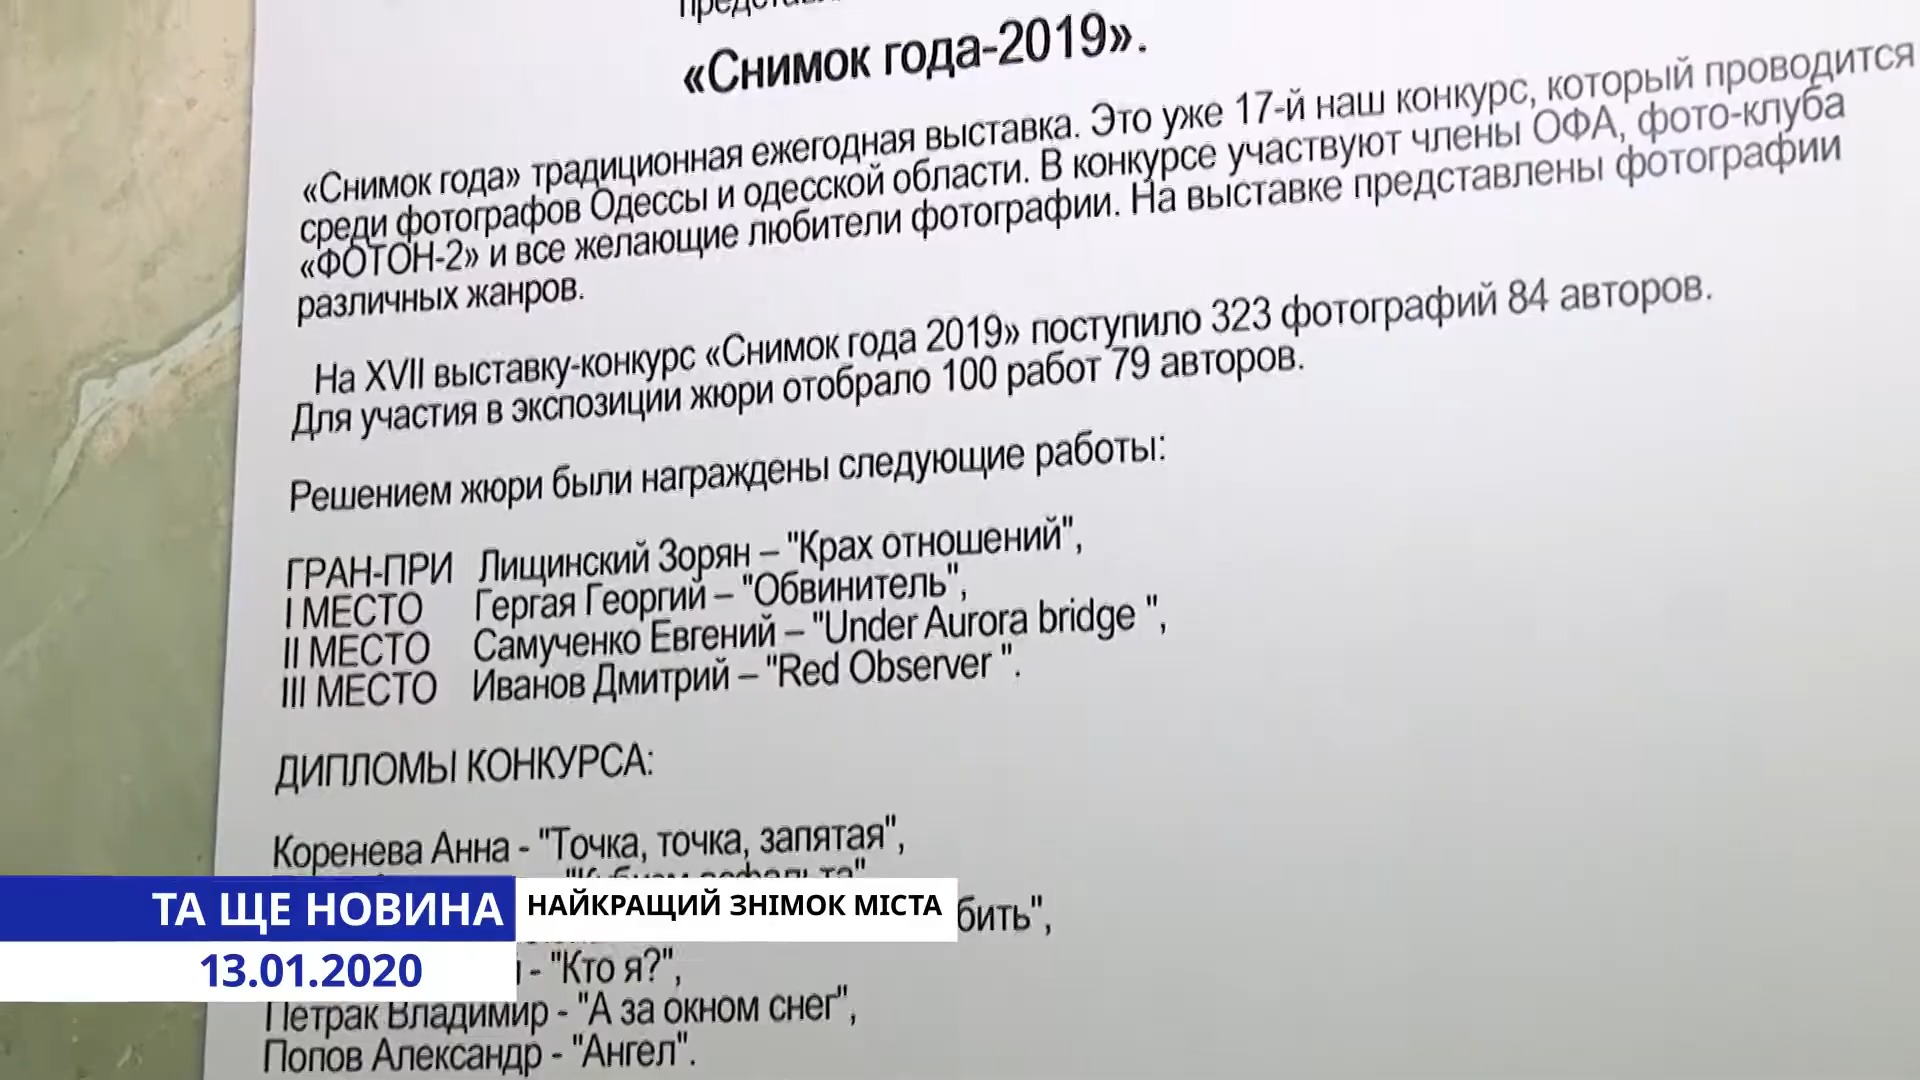 «Снимок года-2019».
«Снимок года» традиционная ежегодная выставка. Это уже 17-й наш конкурс, который проводится
среди фотографов Одессы и одесской области. В конкурсе участвуют члены ОФА, фото-клуба
«ФОТОН-2» и все желающие любители фотографии. На выставке представлены фотографии
различных жанров.
На XVII выставку-конкурс «Снимок года 2019» поступило 323 фотографий 84 авторов.
Для участия в экспозиции жюри отобрало 100 работ 79 авторов.
Решением жюри были награждены следующие работы:
ГРАН-ПРИ Лищинский Зорян – "Крах отношений",
I МЕСТО Гергая Георгий – "Обвинитель",
II МЕСТО Самученко Евгений – "Under Aurora bridge ",
III МЕСТО Иванов Дмитрий – "Red Observer ".
ДИПЛОМЫ КОНКУРСА:
Коренева Анна - "Точка, точка, запятая",
бить",
- "Кто я?",
Петрак Владимир - "А за окном снег",
Попов Александр - "Ангел".
ТА ЩЕ НОВИНА
НАЙКРАЩИЙ ЗНІМОК МІСТА
13.01.2020